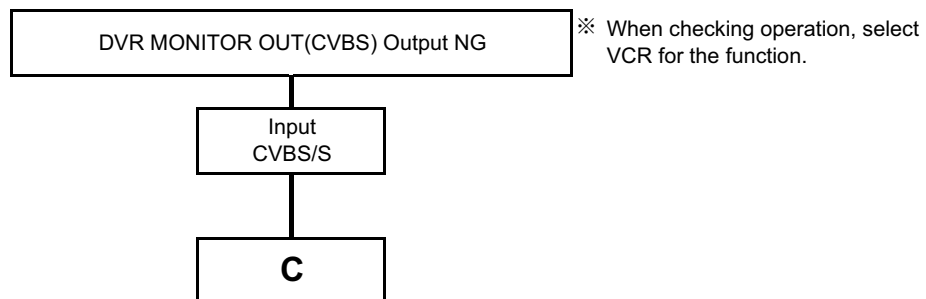 DVR MONITOR OUT(CVBS) Output NG
※ When checking operation, select
VCR for the function.
Input
CVBS/S
C